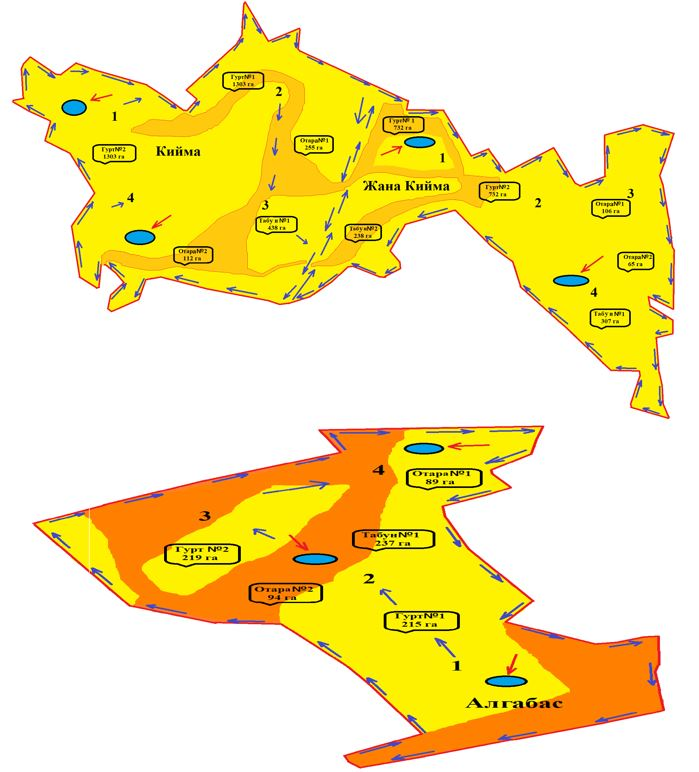 Гурт№1
1303 га
1
2
Гурт№2
1303 га
Кийма
Отара№1
255 га
Гурт№1
732 га
1
Жана Кийма
4
3
Гурт№2
732 га
2
3
Отара№1
106 га
Табун№1
438 га
Табун№2
238 га
Отара№2
112 га
Отара№2
65 га
4
Табун№1
307 га
4
Отара№1
89 га
3
Табун№1
237 га
Гурт №2
219 га
2
Отара№2
94 га
Гурт№1
215 га
1
Алгабас